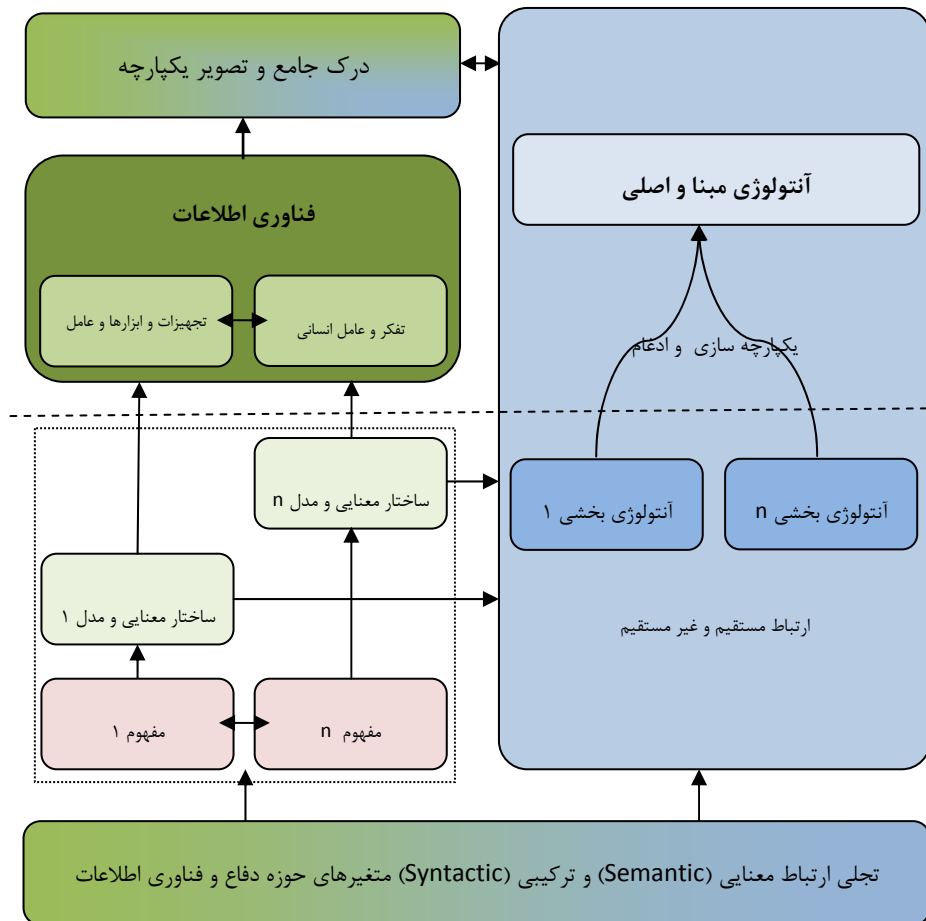 درک جامع و تصویر یکپارچه
آنتولوژی مبنا و اصلی
فناوری اطلاعات
تفکر و عامل انسانی
تجهیزات و ابزارها و عامل
یکپارچه سازی و ادغام
ساختار معنایی و مدل n
آنتولوژی بخشی n
آنتولوژی بخشی ۱
ساختار معنایی و مدل ۱
ارتباط مستقیم و غیر مستقیم
مفهوم n
مفهوم ۱
تجلی ارتباط معنایی (Semantic) و ترکیبی (Syntactic) متغیرهای حوزه دفاع و فناوری اطلاعات